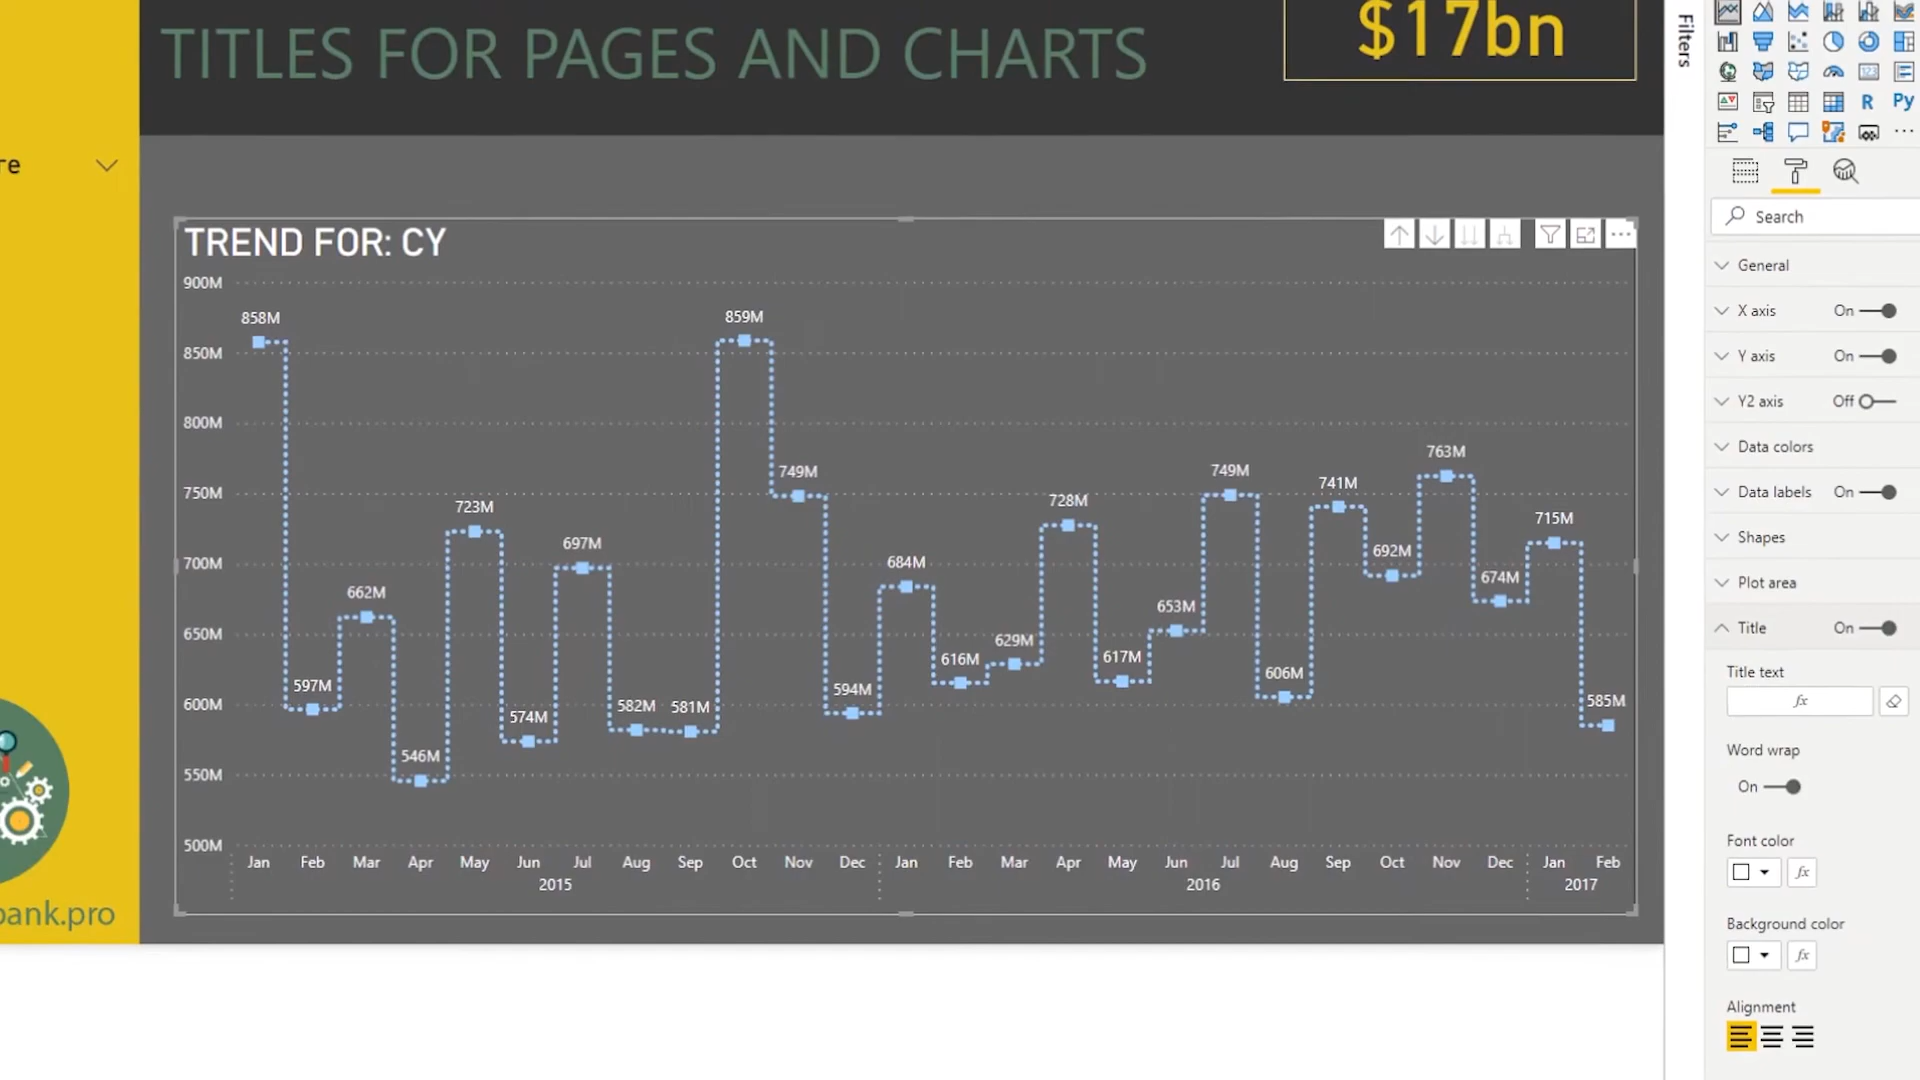 TITLES FOR PAGES AND CHARTS
$17bn
re
bank.pro
TREND FOR: CY
900M
850M
800M
750M
700M
650M
600M
550M
500M
858M
597M
662M
546M
723M
574M
697M
582M
581M
859M
749M
594M
684M
616M
629M
728M
617M
653M
749M
606M
741M
692M
763M
674M
715M
585M
Jan Feb Mar Apr May Jun Jul Aug Sep Oct Nov Dec Jan Feb Mar Apr May Jun Jul Aug Sep Oct Nov Dec Jan Feb
2015 2016 2017
Filters
R Py
123
Search
General
X axis On
Y axis On
Y2 axis Off
Data colors
Data labels On
Shapes
Plot area
Title On
Title text
fx
Word wrap
On
Font color
fx
Background color
fx
Alignment